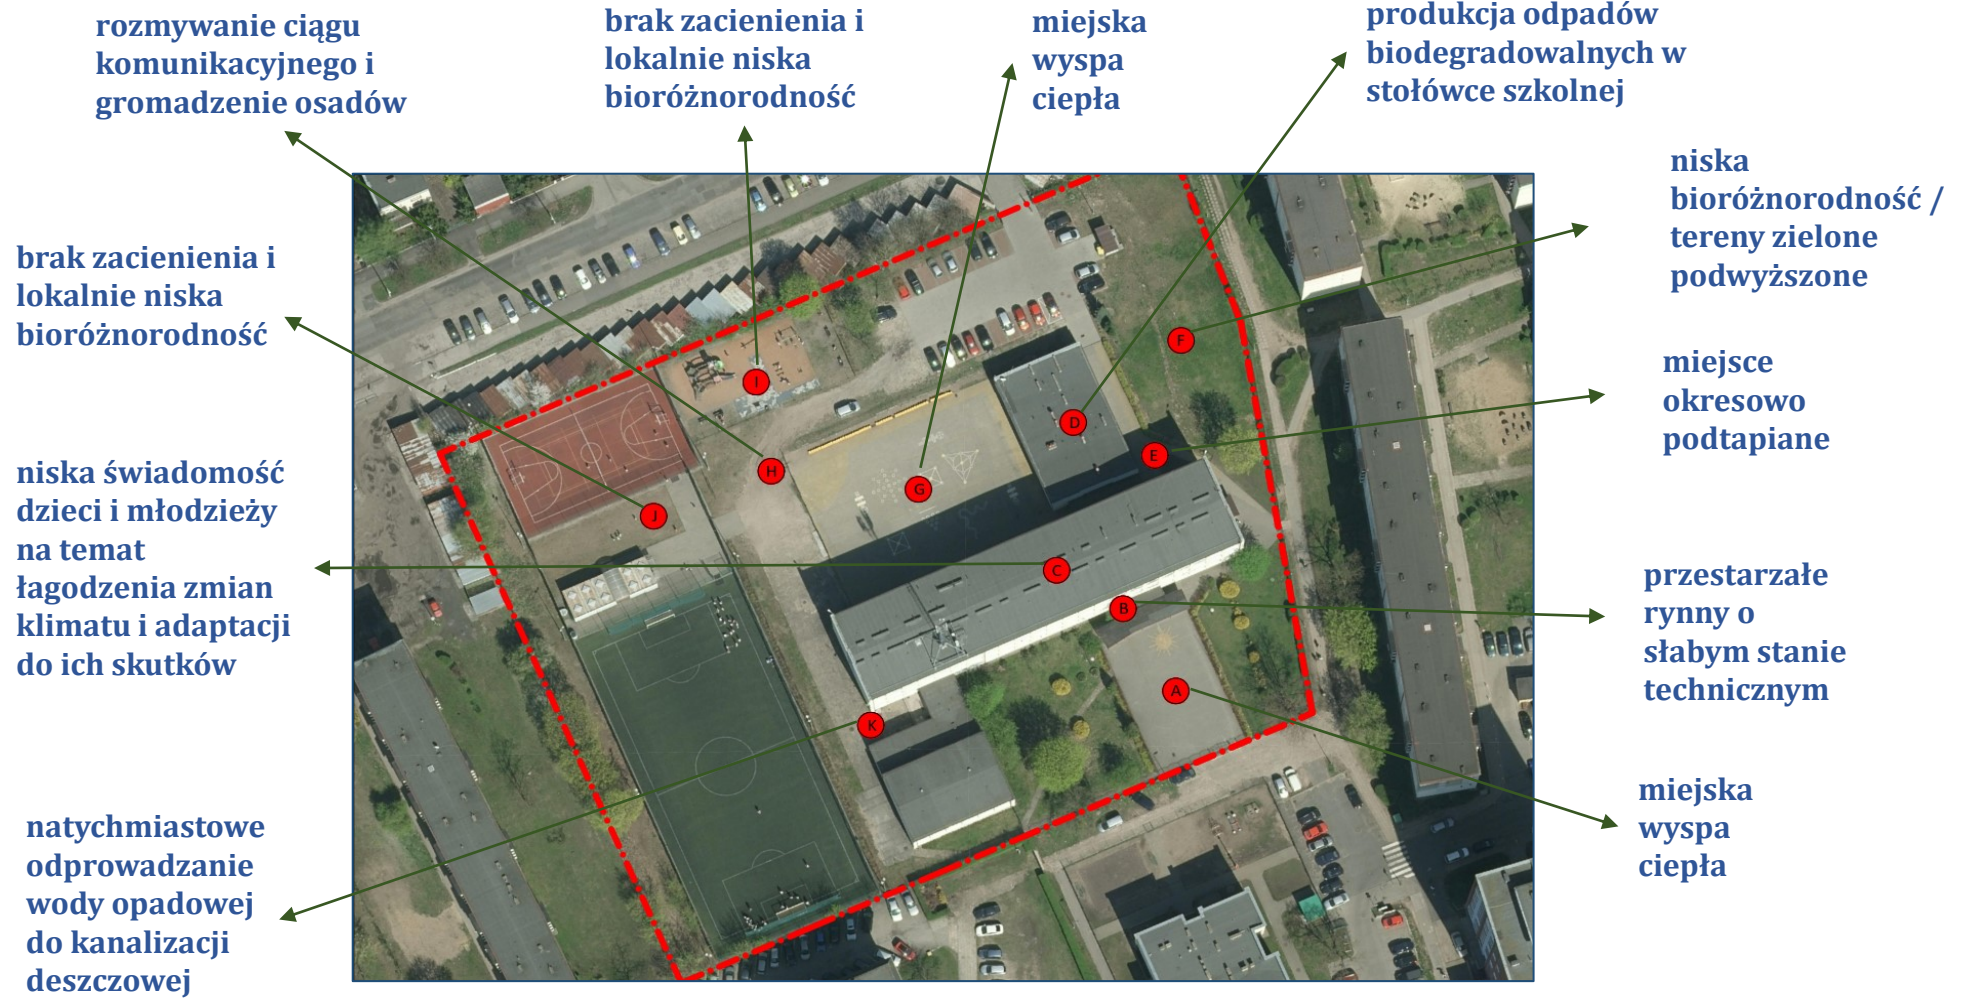 rozmywanie ciągu
komunikacyjnego i
gromadzenie osadów
brak zacienienia i
lokalnie niska
bioróżnorodność
miejska
wyspa
ciepła
produkcja odpadów
biodegradowalnych w
stołówce szkolnej
niska
bioróżnorodność /
tereny zielone
podwyższone
brak zacienienia i
lokalnie niska
bioróżnorodność
miejsce
okresowo
podtapiane
niska świadomość
dzieci i młodzieży
na temat
łagodzenia zmian
klimatu i adaptacji
do ich skutków
przestarzałe
rynny o
słabym stanie
technicznym
miejska
wyspa
ciepła
natychmiastowe
odprowadzanie
wody opadowej
do kanalizacji
deszczowej
F
I
D
E
H
G
J
C
B
A
K